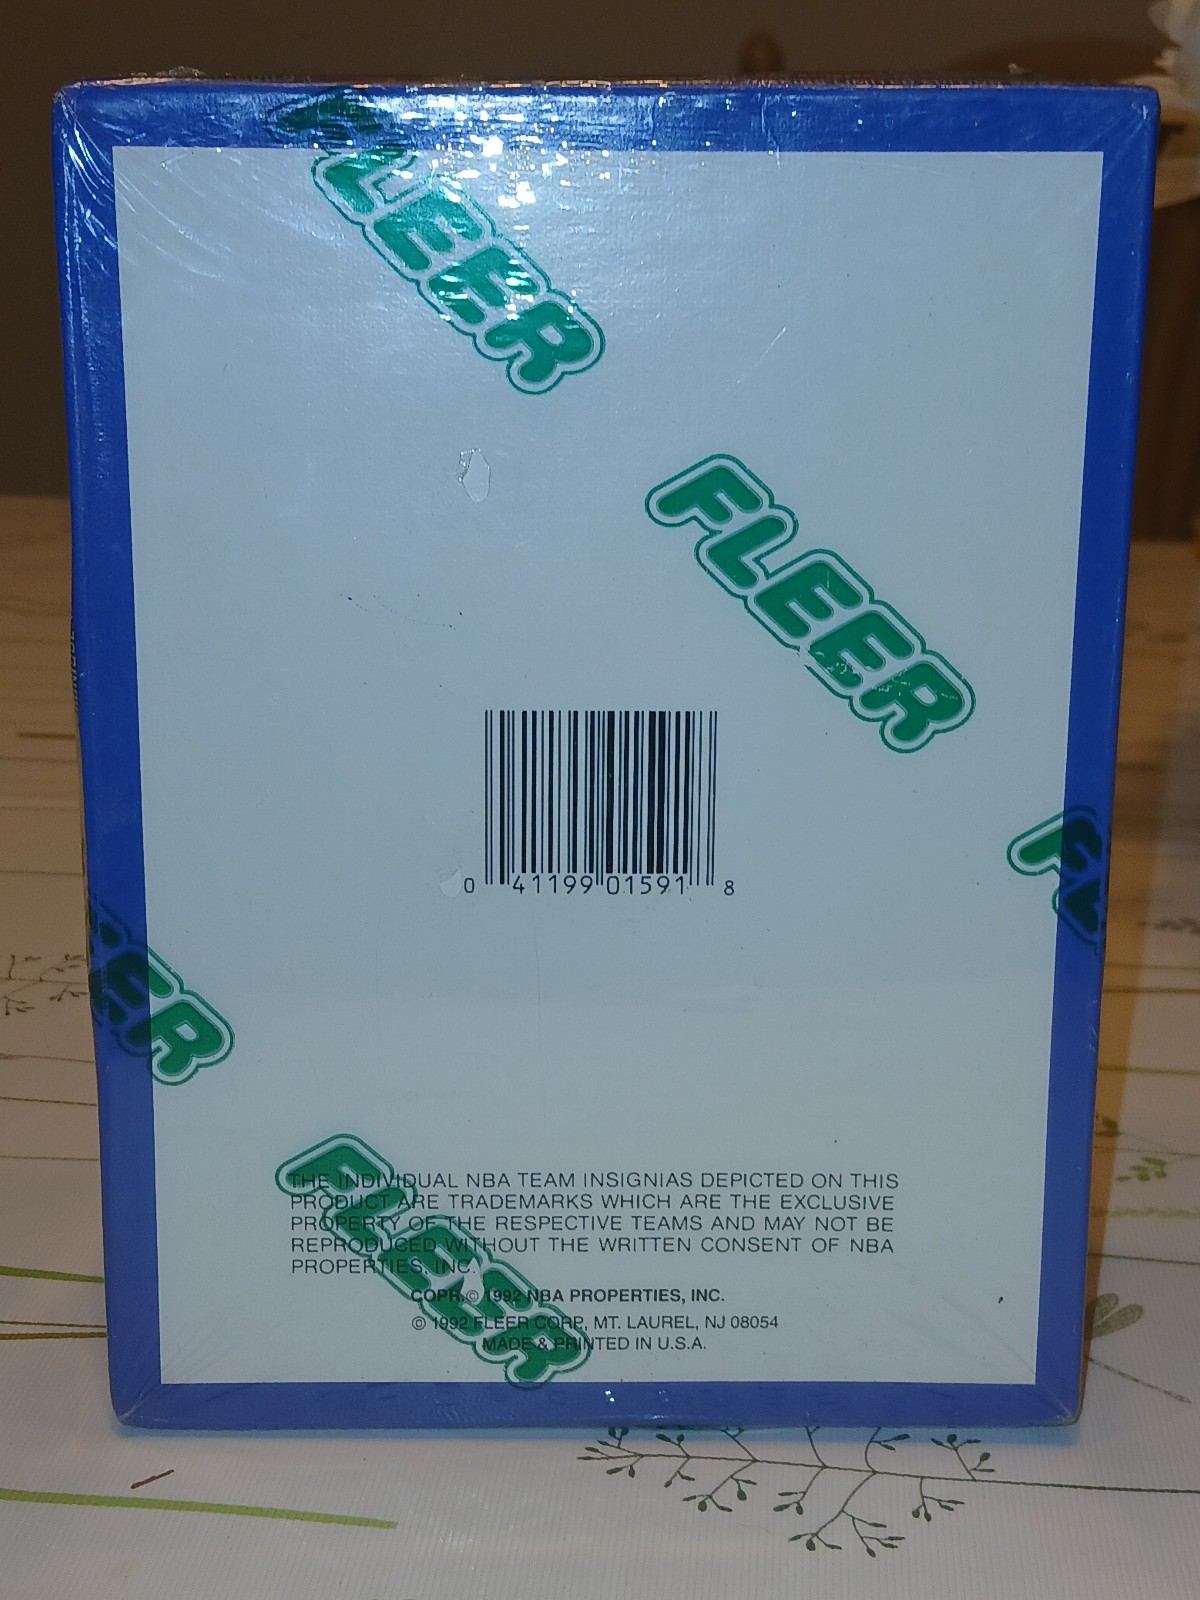 FLEER
FLEER
0 41199 01591 8
F
ER
THE INDIVIDUAL NBA TEAM INSIGNIAS DEPICTED ON THIS
PRODUCT ARE TRADEMARKS WHICH ARE THE EXCLUSIVE
PROPERTY OF THE RESPECTIVE TEAMS AND MAY NOT BE
REPRODUCED WITHOUT THE WRITTEN CONSENT OF NBA
PROPERTIES, INC.
FLEER
COPR.© 1992 NBA PROPERTIES, INC.
© 1992 FLEER CORP, MT. LAUREL, NJ 08054
MADE & PRINTED IN U.S.A.